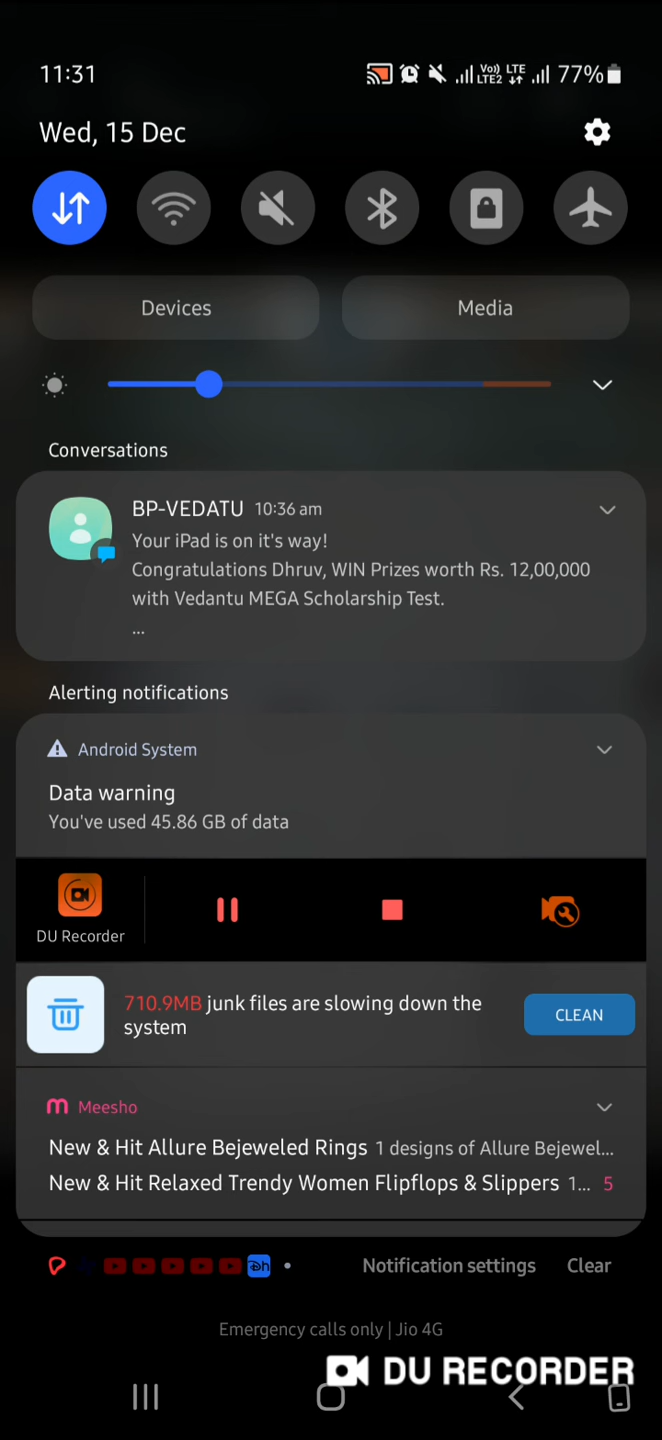 11:31
Vo)) LTE2 LTE 77%
Wed, 15 Dec
Devices
Media
Conversations
BP-VEDATU 10:36 am
Your iPad is on it's way!
Congratulations Dhruv, WIN Prizes worth Rs. 12,00,000
with Vedantu MEGA Scholarship Test.
...
Alerting notifications
Android System
Data warning
You've used 45.86 GB of data
DU Recorder
710.9MB junk files are slowing down the
system
CLEAN
Meesho
New & Hit Allure Bejeweled Rings 1 designs of Allure Bejewel...
New & Hit Relaxed Trendy Women Flipflops & Slippers 1... 5
Notification settings Clear
Emergency calls only | Jio 4G
DU RECORDER